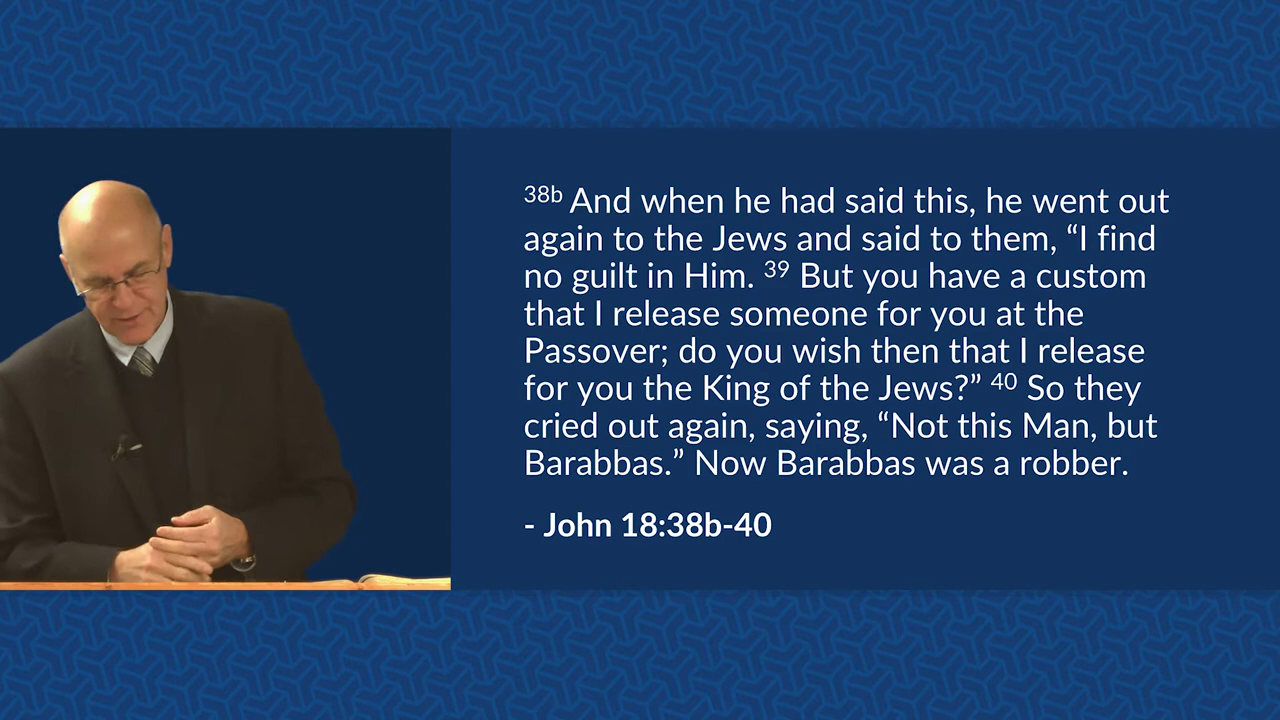 38b And when he had said this, he went out
again to the Jews and said to them, “I find
no guilt in Him. 39 But you have a custom
that I release someone for you at the
Passover; do you wish then that I release
for you the King of the Jews?” 40 So they
cried out again, saying, “Not this Man, but
Barabbas.” Now Barabbas was a robber.
- John 18:38b-40